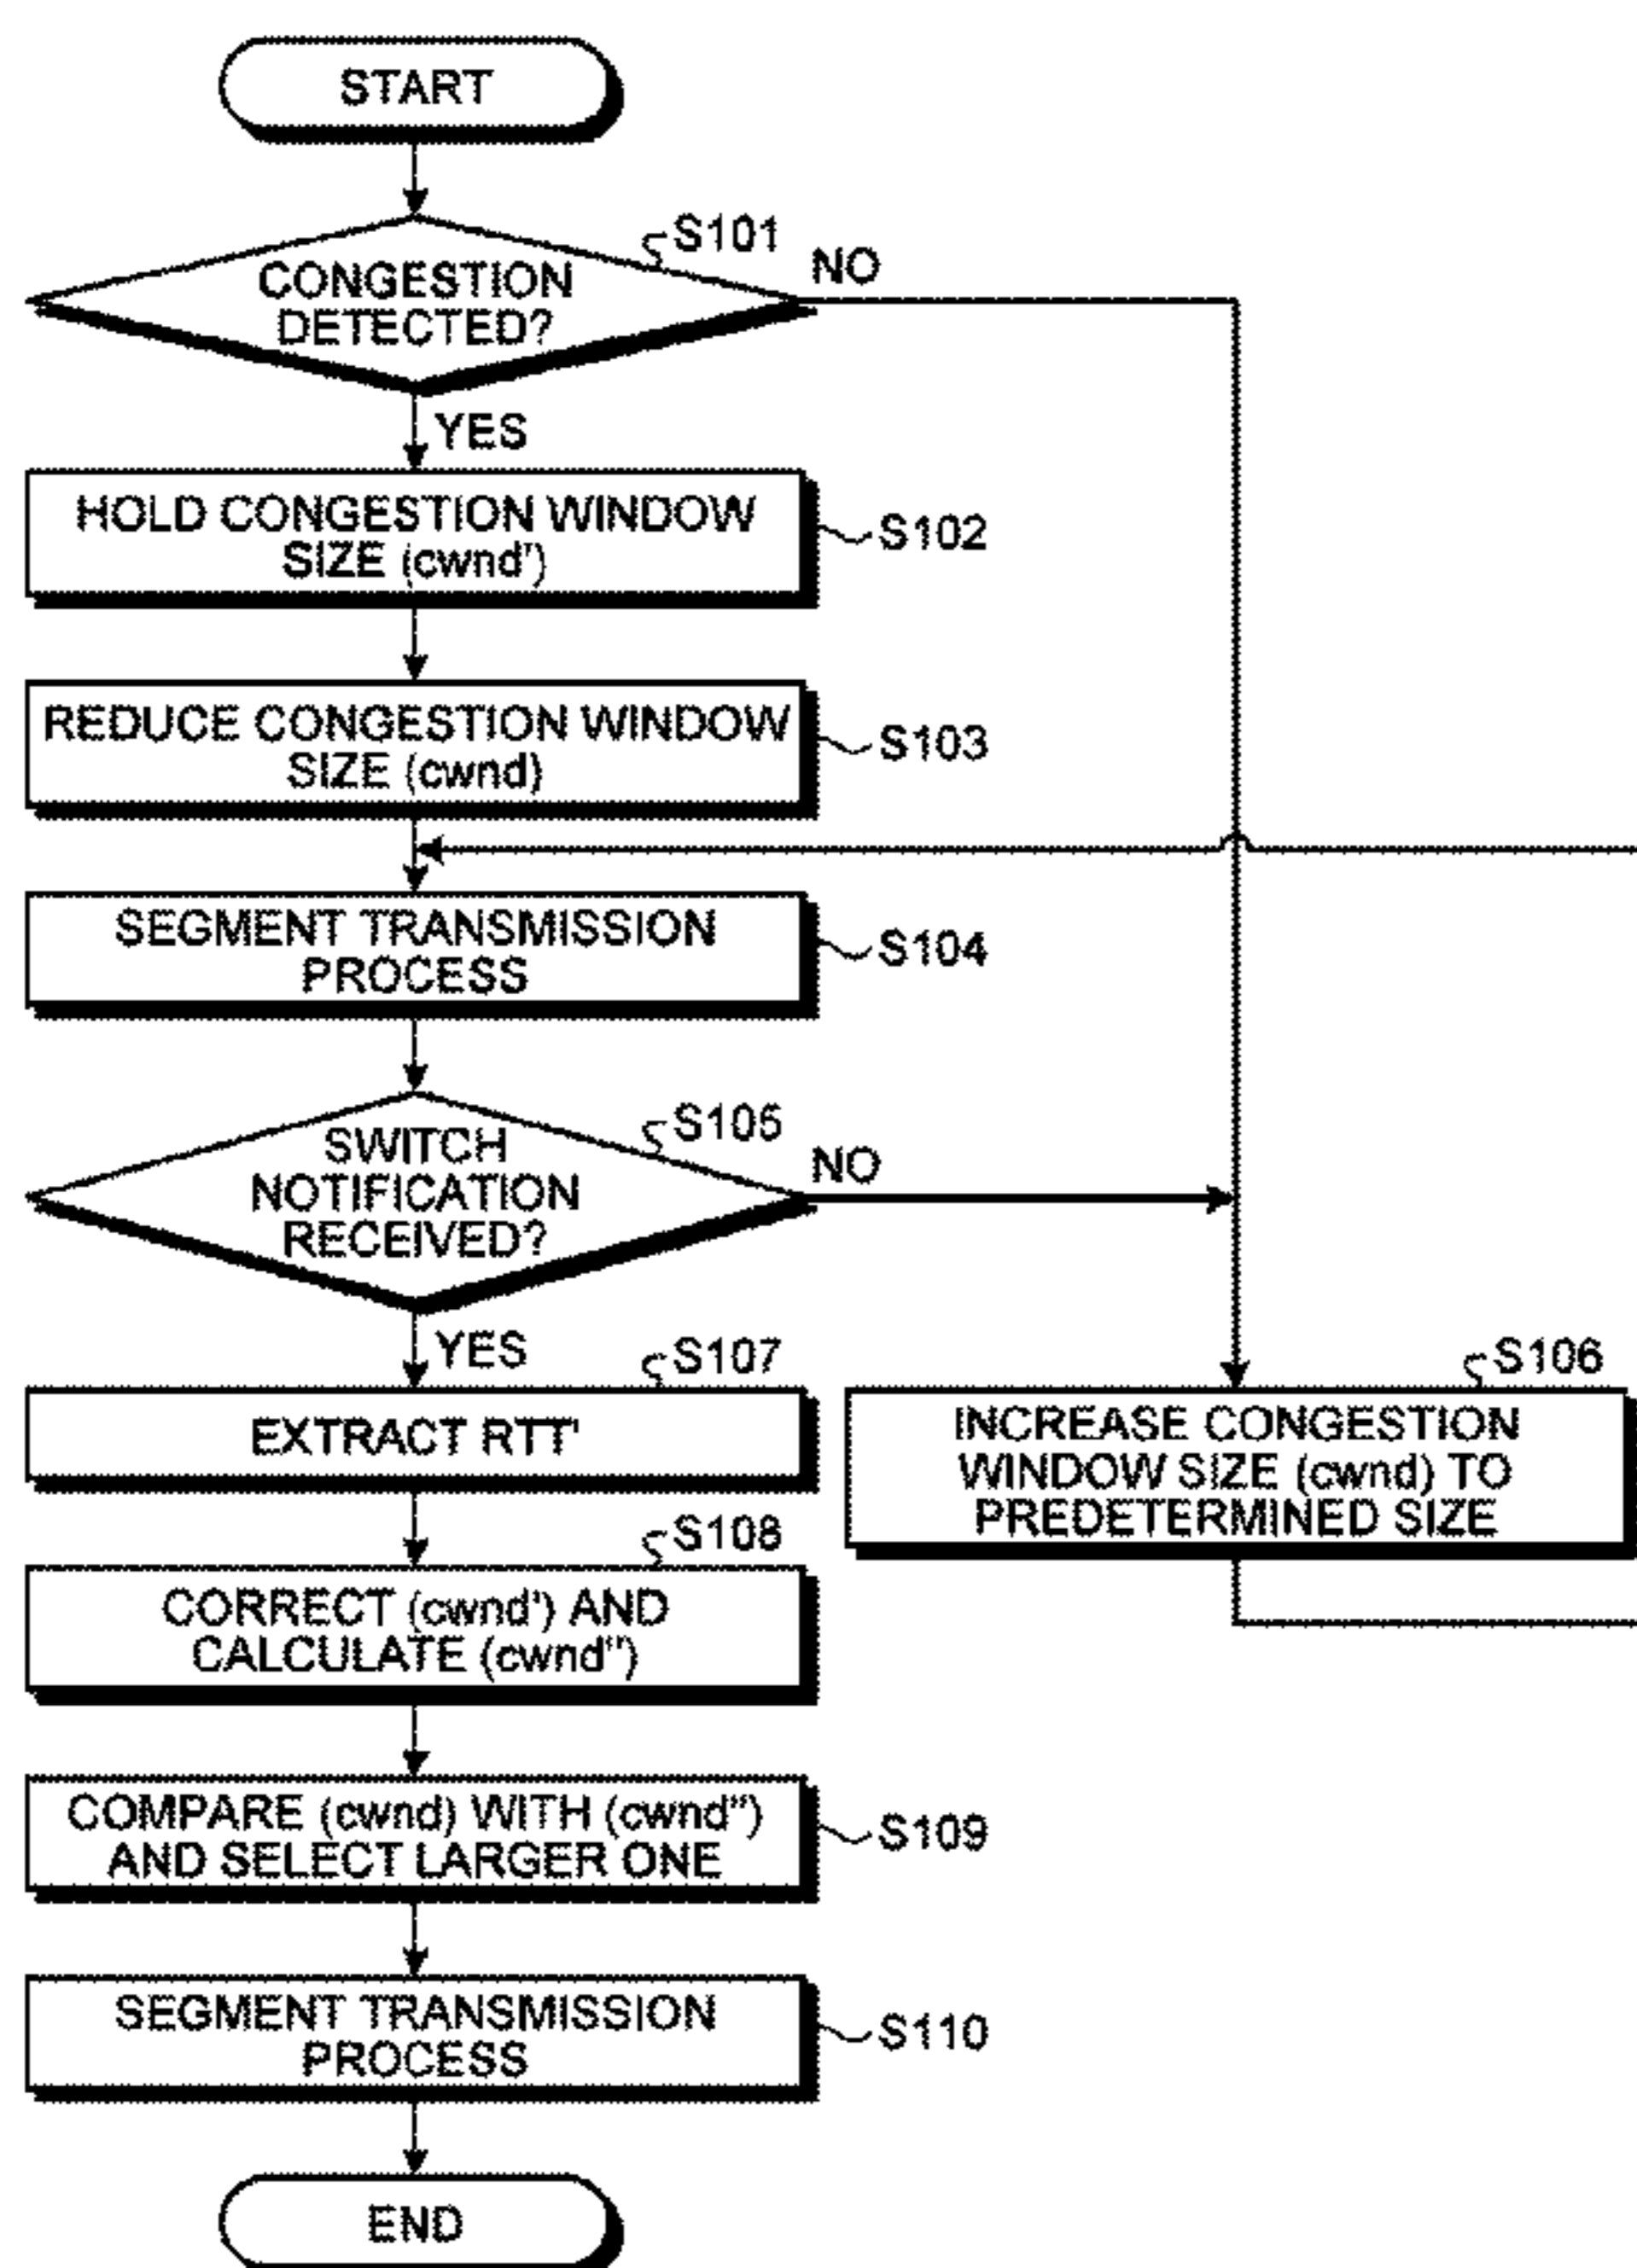 START
S101
CONGESTION
DETECTED?
NO
YES
HOLD CONGESTION WINDOW
SIZE (cwnd')
S102
REDUCE CONGESTION WINDOW
SIZE (cwnd)
S103
SEGMENT TRANSMISSION
PROCESS
S104
S105
SWITCH
NOTIFICATION
RECEIVED?
NO
YES
S107
EXTRACT RTT'
S106
INCREASE CONGESTION
WINDOW SIZE (cwnd) TO
PREDETERMINED SIZE
S108
CORRECT (cwnd') AND
CALCULATE (cwnd")
COMPARE (cwnd) WITH (cwnd")
AND SELECT LARGER ONE
S109
SEGMENT TRANSMISSION
PROCESS
S110
END